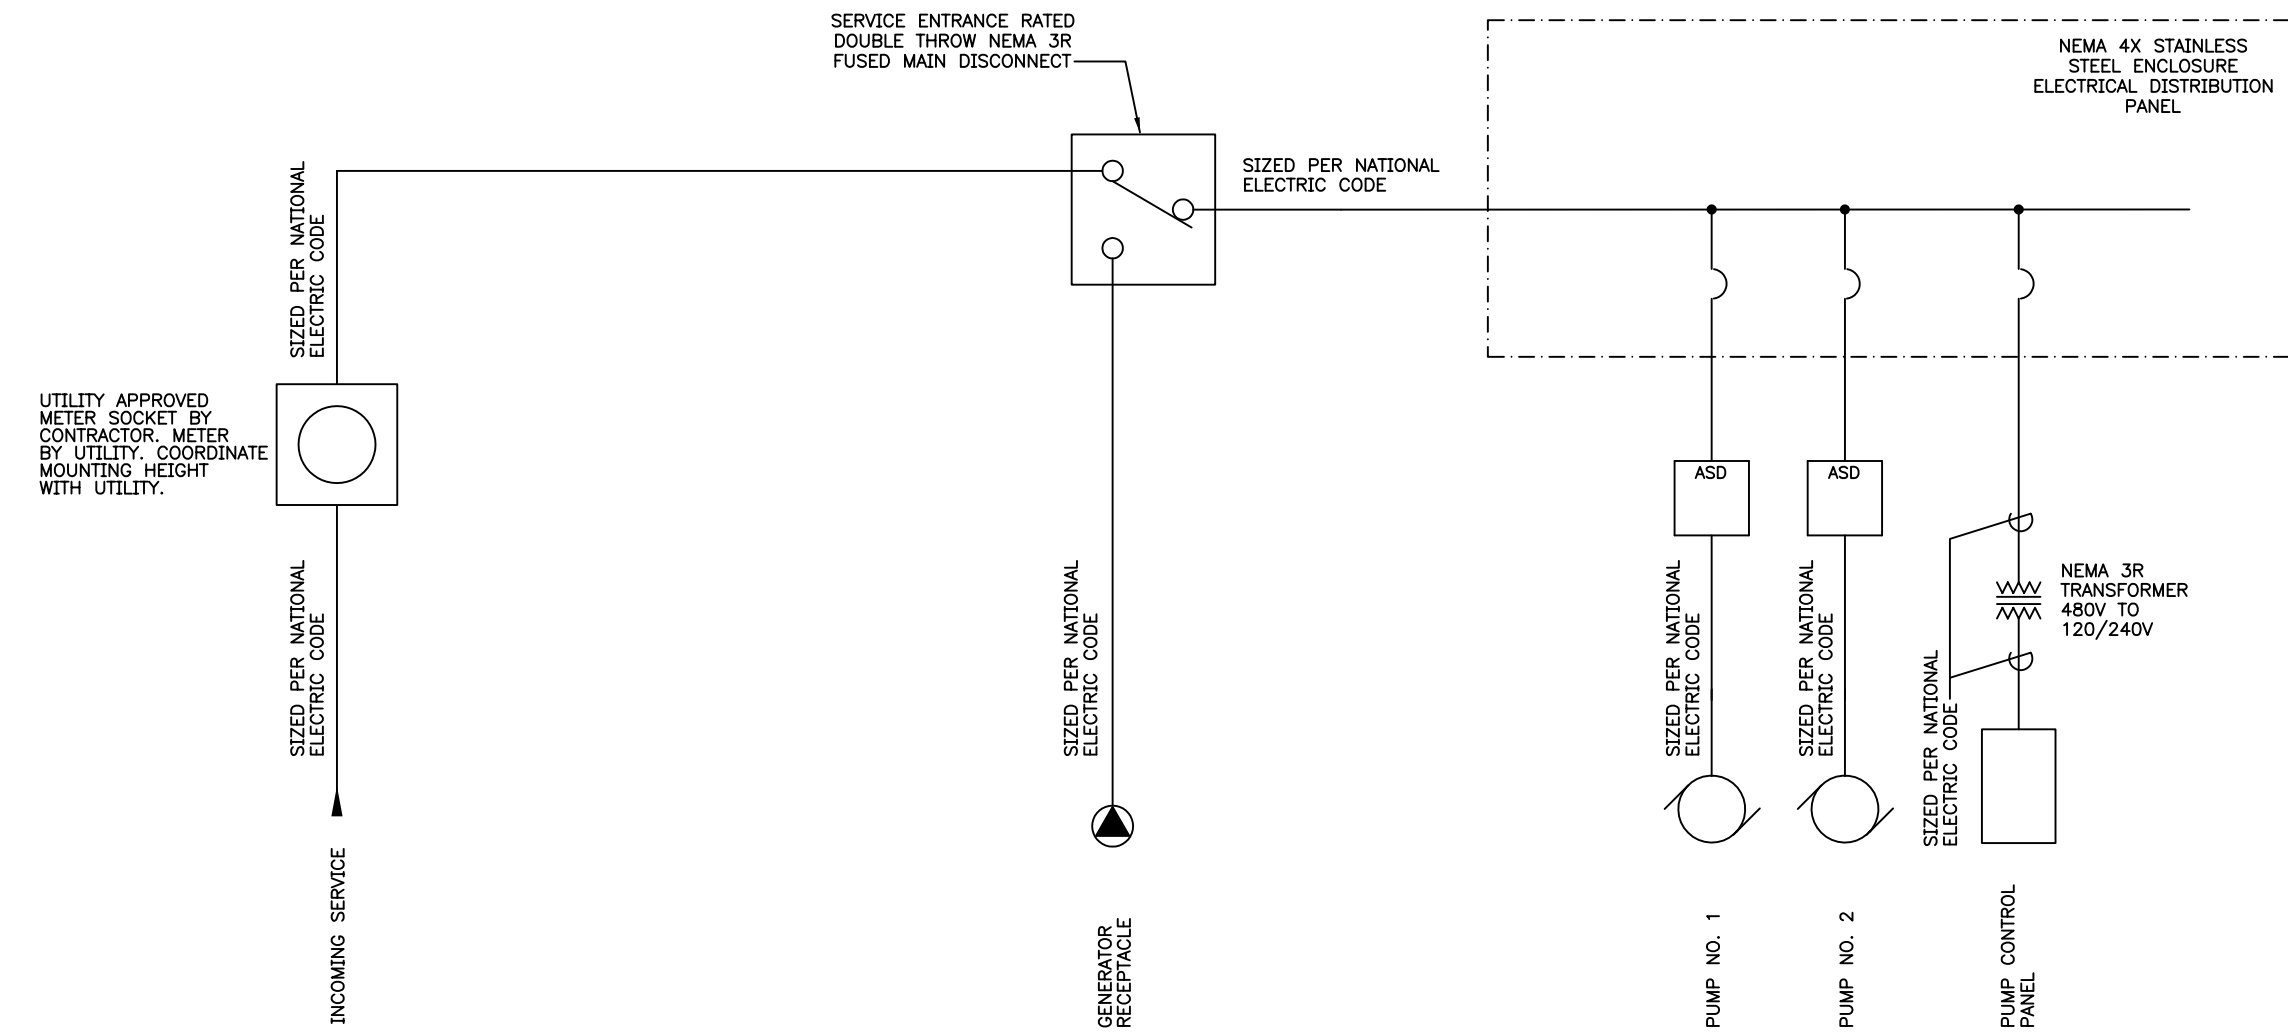 SERVICE ENTRANCE RATED
DOUBLE THROW NEMA 3R
FUSED MAIN DISCONNECT
NEMA 4X STAINLESS
STEEL ENCLOSURE
ELECTRICAL DISTRIBUTION
PANEL
SIZED PER NATIONAL
ELECTRIC CODE
SIZED PER NATIONAL
ELECTRIC CODE
UTILITY APPROVED
METER SOCKET BY
CONTRACTOR. METER
BY UTILITY. COORDINATE
MOUNTING HEIGHT
WITH UTILITY.
ASD
ASD
SIZED PER NATIONAL
ELECTRIC CODE
SIZED PER NATIONAL
ELECTRIC CODE
SIZED PER NATIONAL
ELECTRIC CODE
SIZED PER NATIONAL
ELECTRIC CODE
SIZED PER NATIONAL
ELECTRIC CODE
NEMA 3R
TRANSFORMER
480V TO
120/240V
INCOMING SERVICE
GENERATOR
RECEPTACLE
PUMP NO. 1
PUMP NO. 2
PUMP CONTROL
PANEL